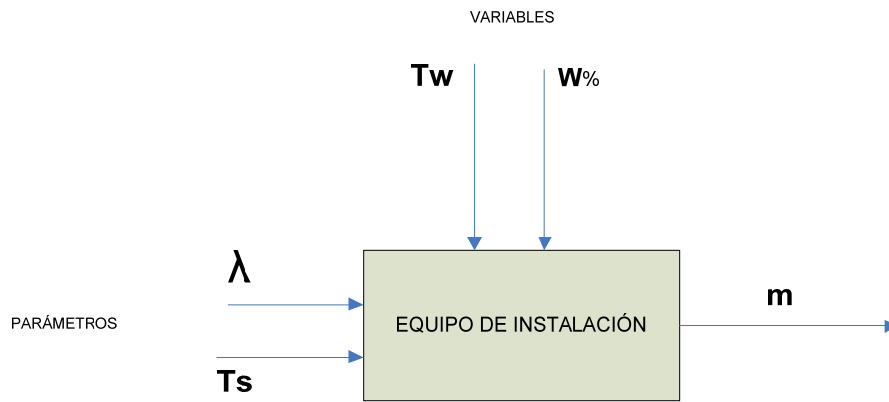 VARIABLES
Tw
W%
λ
PARÁMETROS
EQUIPO DE INSTALACIÓN
m
Ts